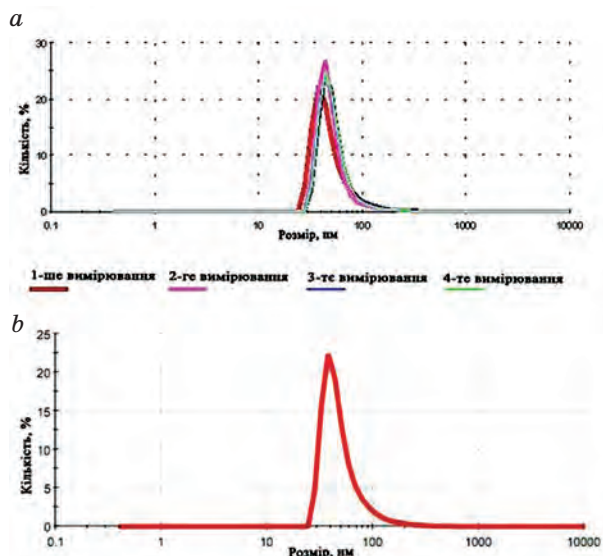 a
30
20
10
0
Кількість, %
0.1 1 10 100 1000 10000
Розмір, нм
1-ше вимірювання 2-ге вимірювання 3-тє вимірювання 4-те вимірювання
b
25
20
15
10
5
0
Кількість, %
0.1 1 10 100 1000 10000
Розмір, нм